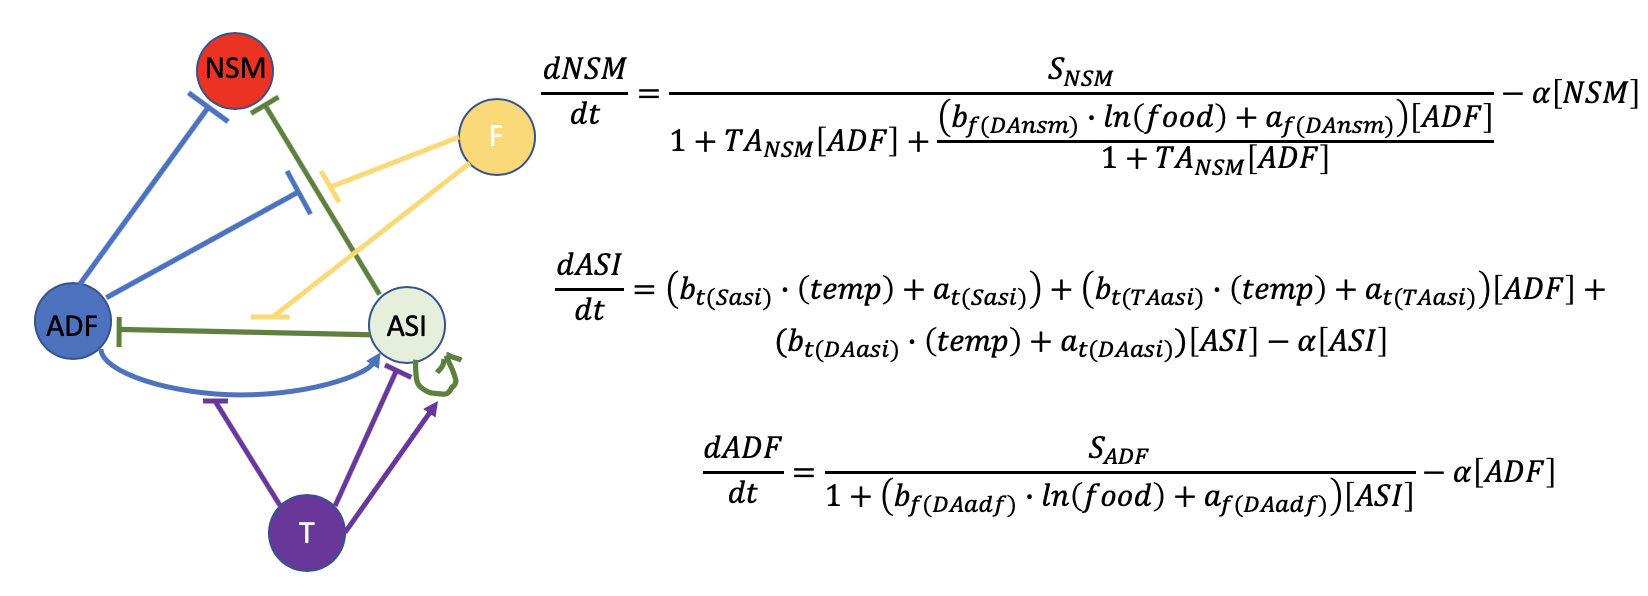 NSM
F
ADF
ASI
T
dNSM/dt = S_NSM / (1 + TA_NSM[ADF] + (b_f(DAnsm) · ln(food) + a_f(DAnsm))[ADF] / (1 + TA_NSM[ADF])) − α[NSM]
dASI/dt = (b_t(Sasi) · (temp) + a_t(Sasi)) + (b_t(TAasi) · (temp) + a_t(TAasi))[ADF] +
(b_t(DAasi) · (temp) + a_t(DAasi))[ASI] − α[ASI]
dADF/dt = S_ADF / (1 + (b_f(DAadf) · ln(food) + a_f(DAadf))[ASI]) − α[ADF]